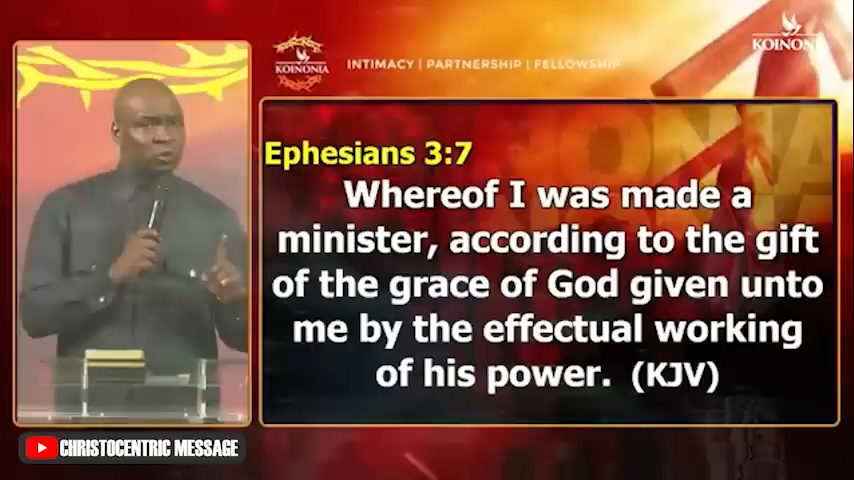 KOINONIA
INTIMACY | PARTNERSHIP | FELLOWSHIP
KOINONI
Ephesians 3:7
Whereof I was made a
minister, according to the gift
of the grace of God given unto
me by the effectual working
of his power. (KJV)
CHRISTOCENTRIC MESSAGE